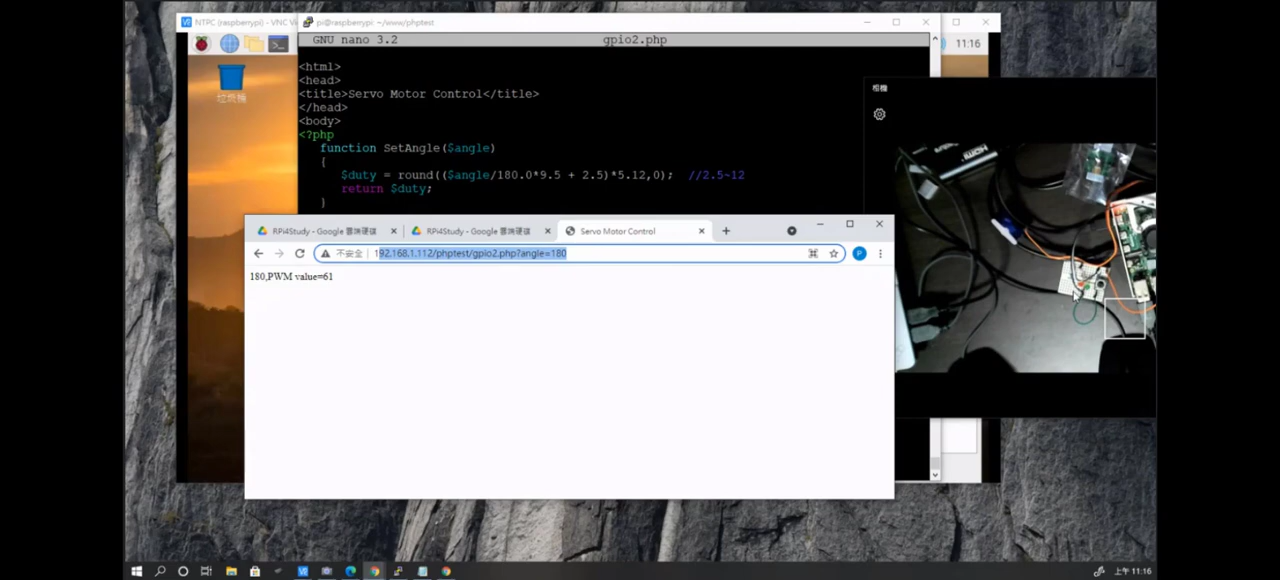 NTPC (raspberrypi) - VNC Vi
pi@raspberrypi: ~/www/phptest
11:16
GNU nano 3.2
gpio2.php
<html>
<head>
<title>Servo Motor Control</title>
</head>
<body>
<?php
function SetAngle($angle)
{
$duty = round(($angle/180.0*9.5 + 2.5)*5.12,0); //2.5~12
return $duty;
}
相機
RPi4Study - Google 雲端硬碟
RPi4Study - Google 雲端硬碟
Servo Motor Control
不安全
192.168.1.112/phptest/gpio2.php?angle=180
P
180,PWM value=61
HDMI
上午 11:16